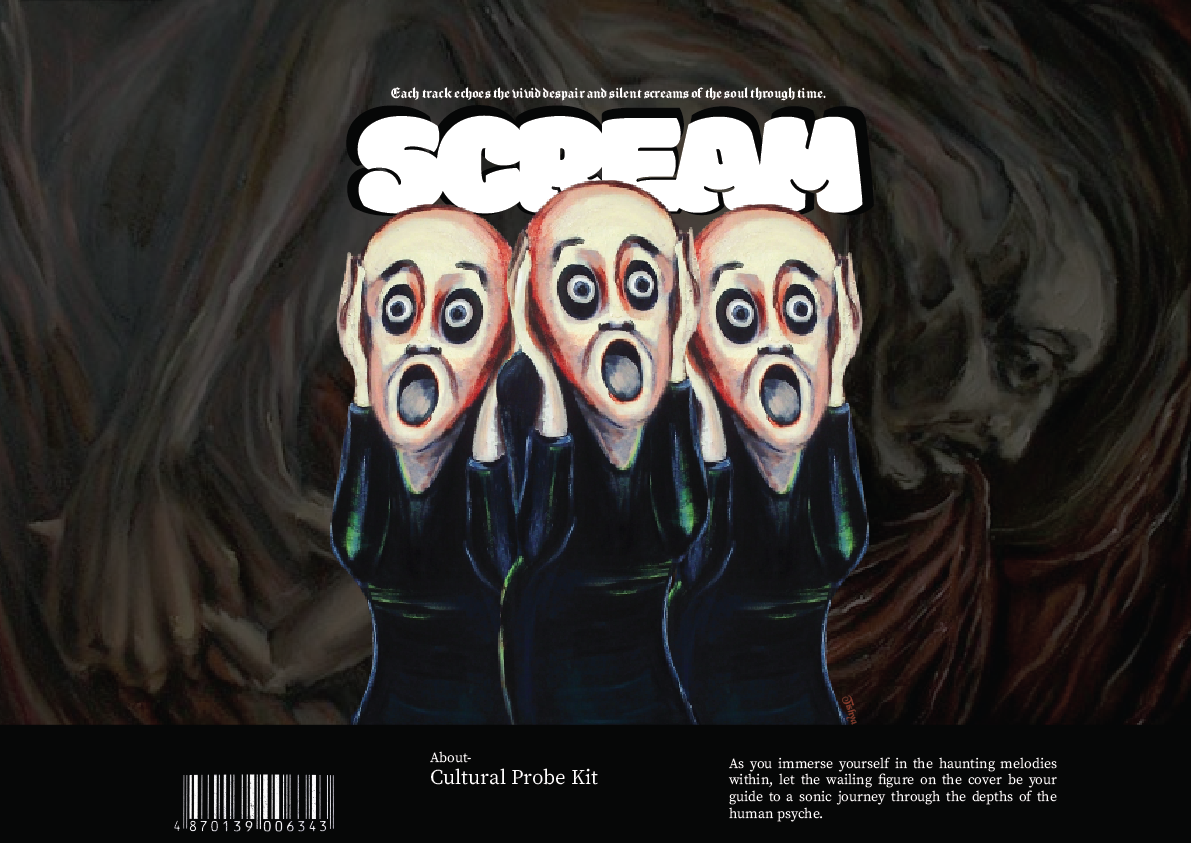 Each track echoes the vivid despair and silent screams of the soul through time.
SCREAM
About-
Cultural Probe Kit
As you immerse yourself in the haunting melodies
within, let the wailing figure on the cover be your
guide to a sonic journey through the depths of the
human psyche.
4 870139 006343